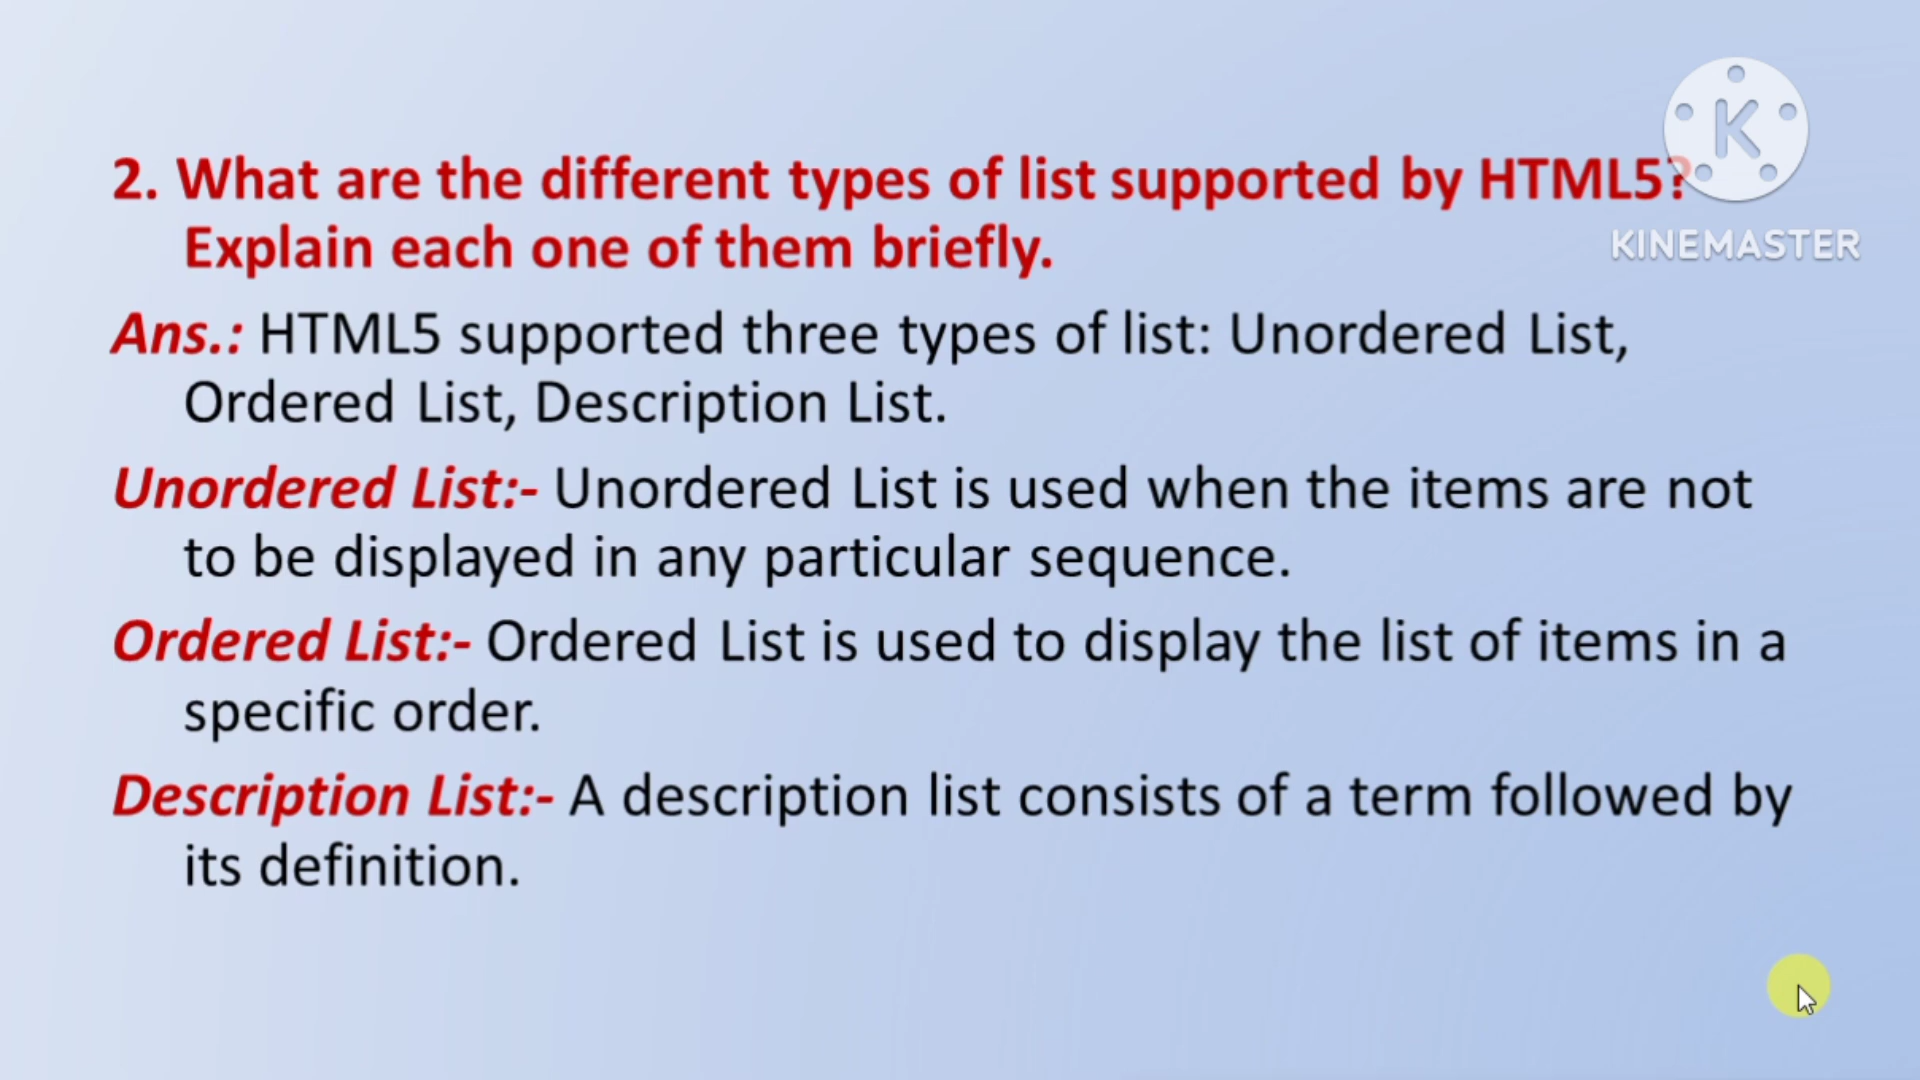 2. What are the different types of list supported by HTML5?
Explain each one of them briefly.
Ans.: HTML5 supported three types of list: Unordered List,
Ordered List, Description List.
Unordered List:- Unordered List is used when the items are not
to be displayed in any particular sequence.
Ordered List:- Ordered List is used to display the list of items in a
specific order.
Description List:- A description list consists of a term followed by
its definition.
K
KINEMASTER